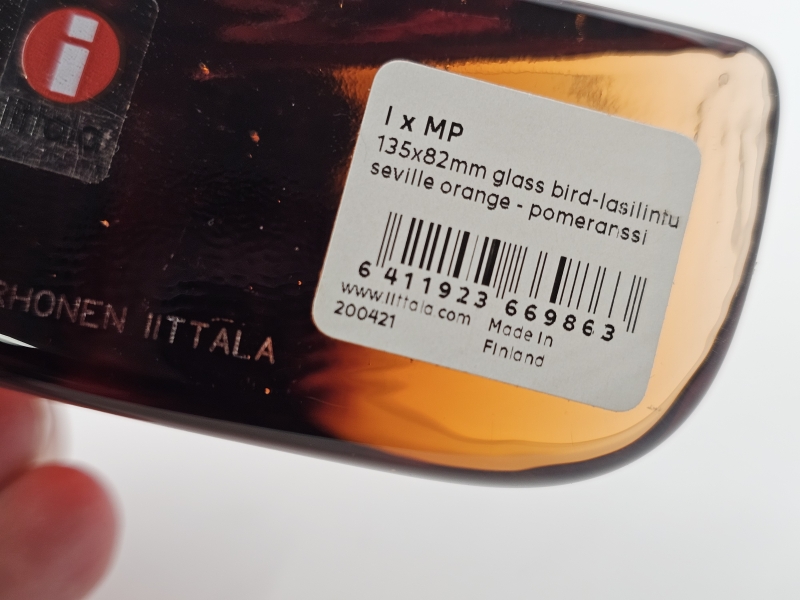 i
iittala
I x MP
135x82mm glass bird-lasilintu
seville orange - pomeranssi
6 411923 669863
www.iittala.com Made in
200421 Finland
RHONEN IITTALA